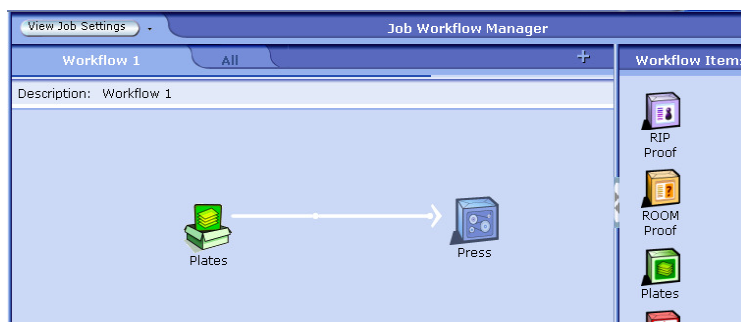 View Job Settings
Job Workflow Manager
Workflow 1
All
Workflow Item
Description: Workflow 1
Plates
Press
RIP
Proof
ROOM
Proof
Plates